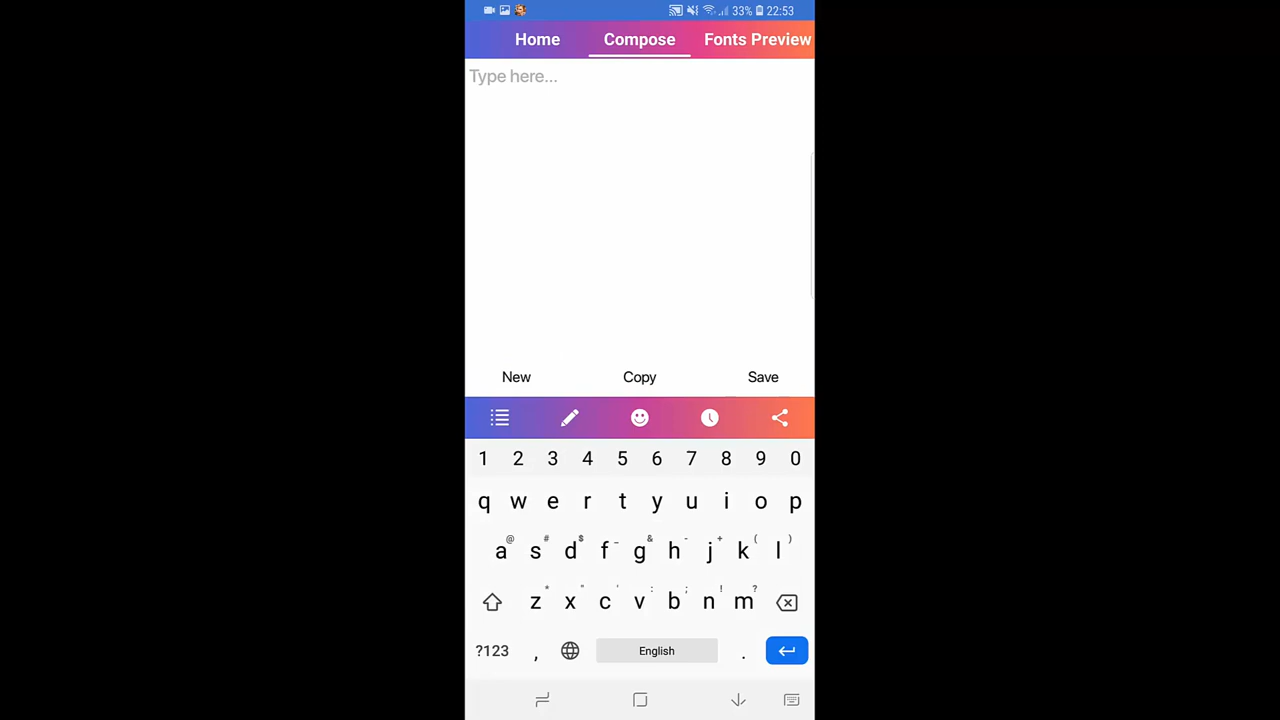 33% 22:53
Home Compose Fonts Preview
Type here...
New Copy Save
1 2 3 4 5 6 7 8 9 0
q w e r t y u i o p
@ # $ _ & - + ( )
a s d f g h j k l
* " ' : ; ! ?
z x c v b n m
?123 , English .